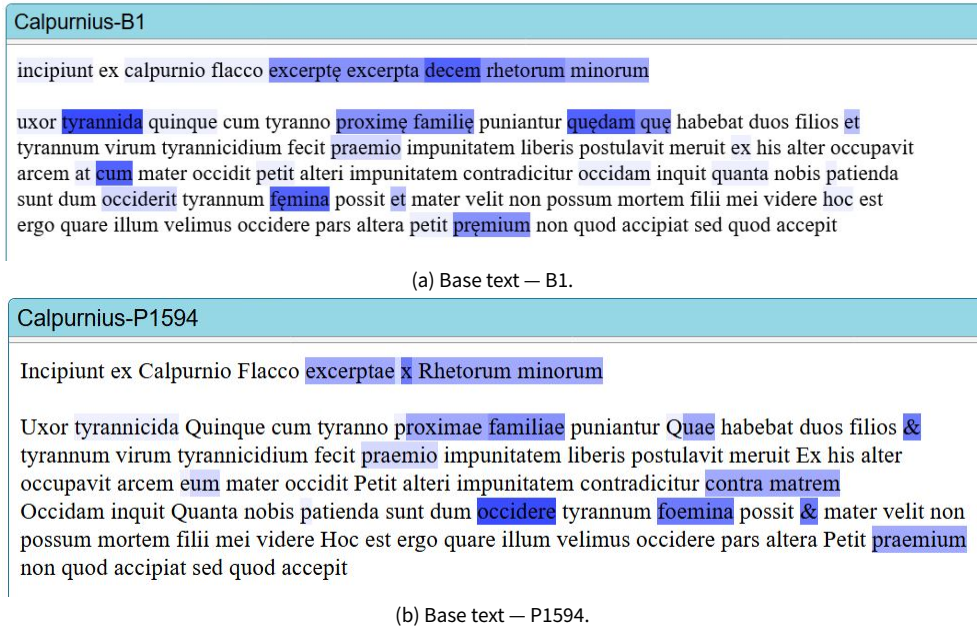 Calpurnius-B1
incipiunt ex calpurnio flacco excerptę excerpta decem rhetorum minorum
uxor tyrannida quinque cum tyranno proximę familię puniantur quędam quę habebat duos filios et
tyrannum virum tyrannicidium fecit praemio impunitatem liberis postulavit meruit ex his alter occupavit
arcem at cum mater occidit petit alteri impunitatem contradicitur occidam inquit quanta nobis patienda
sunt dum occiderit tyrannum fęmina possit et mater velit non possum mortem filii mei videre hoc est
ergo quare illum velimus occidere pars altera petit pręmium non quod accipiat sed quod accepit
(a) Base text — B1.
Calpurnius-P1594
Incipiunt ex Calpurnio Flacco excerptae x Rhetorum minorum
Uxor tyrannicida Quinque cum tyranno proximae familiae puniantur Quae habebat duos filios &
tyrannum virum tyrannicidium fecit praemio impunitatem liberis postulavit meruit Ex his alter
occupavit arcem eum mater occidit Petit alteri impunitatem contradicitur contra matrem
Occidam inquit Quanta nobis patienda sunt dum occidere tyrannum foemina possit & mater velit non
possum mortem filii mei videre Hoc est ergo quare illum velimus occidere pars altera Petit praemium
non quod accipiat sed quod accepit
(b) Base text — P1594.